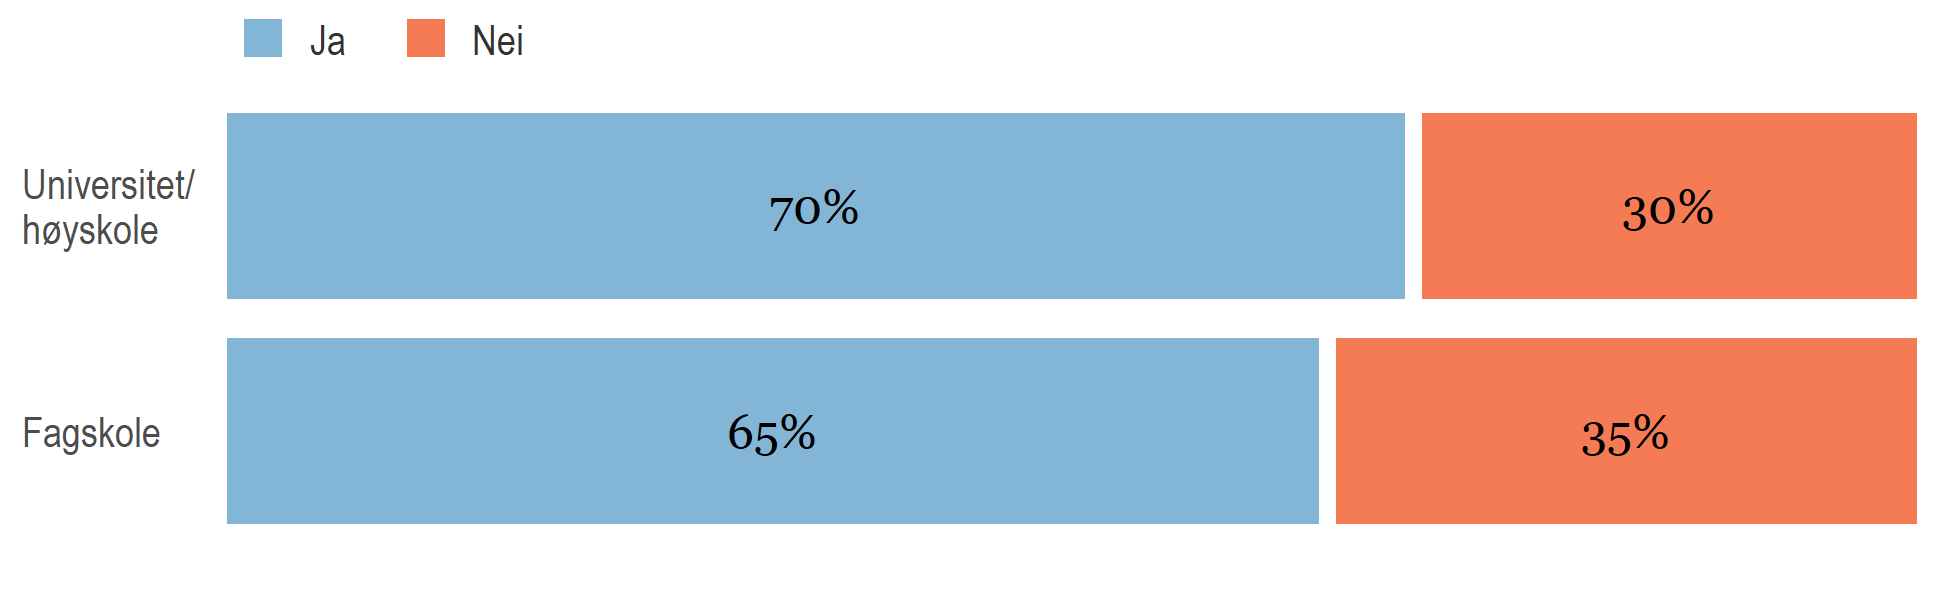 Ja Nei
Universitet/
høyskole
70% 30%
Fagskole 65% 35%